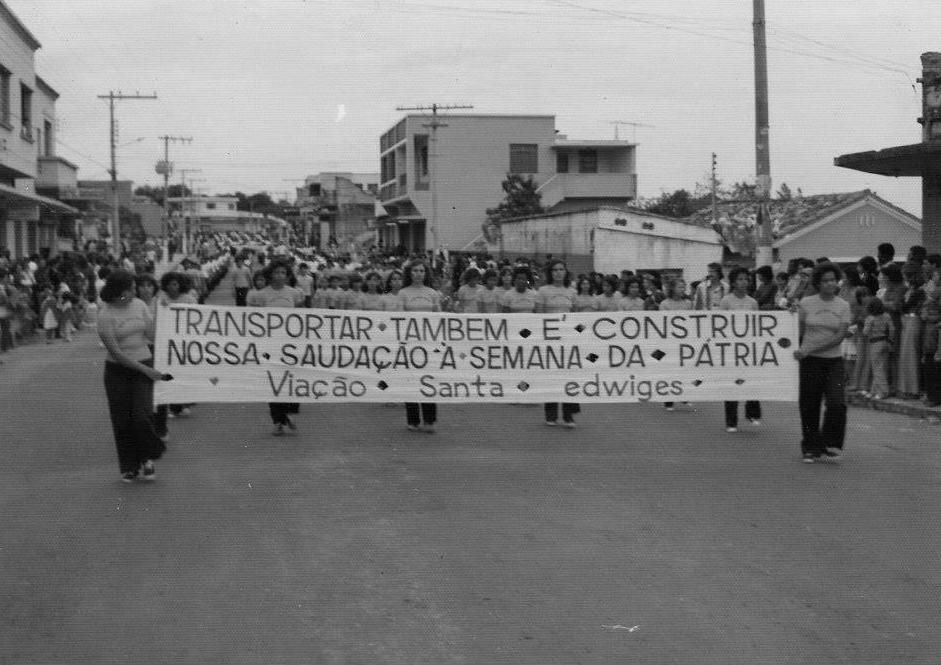 TRANSPORTAR TAMBEM É CONSTRUIR
NOSSA SAUDAÇÃO À SEMANA DA PÁTRIA
Viação Santa edwiges